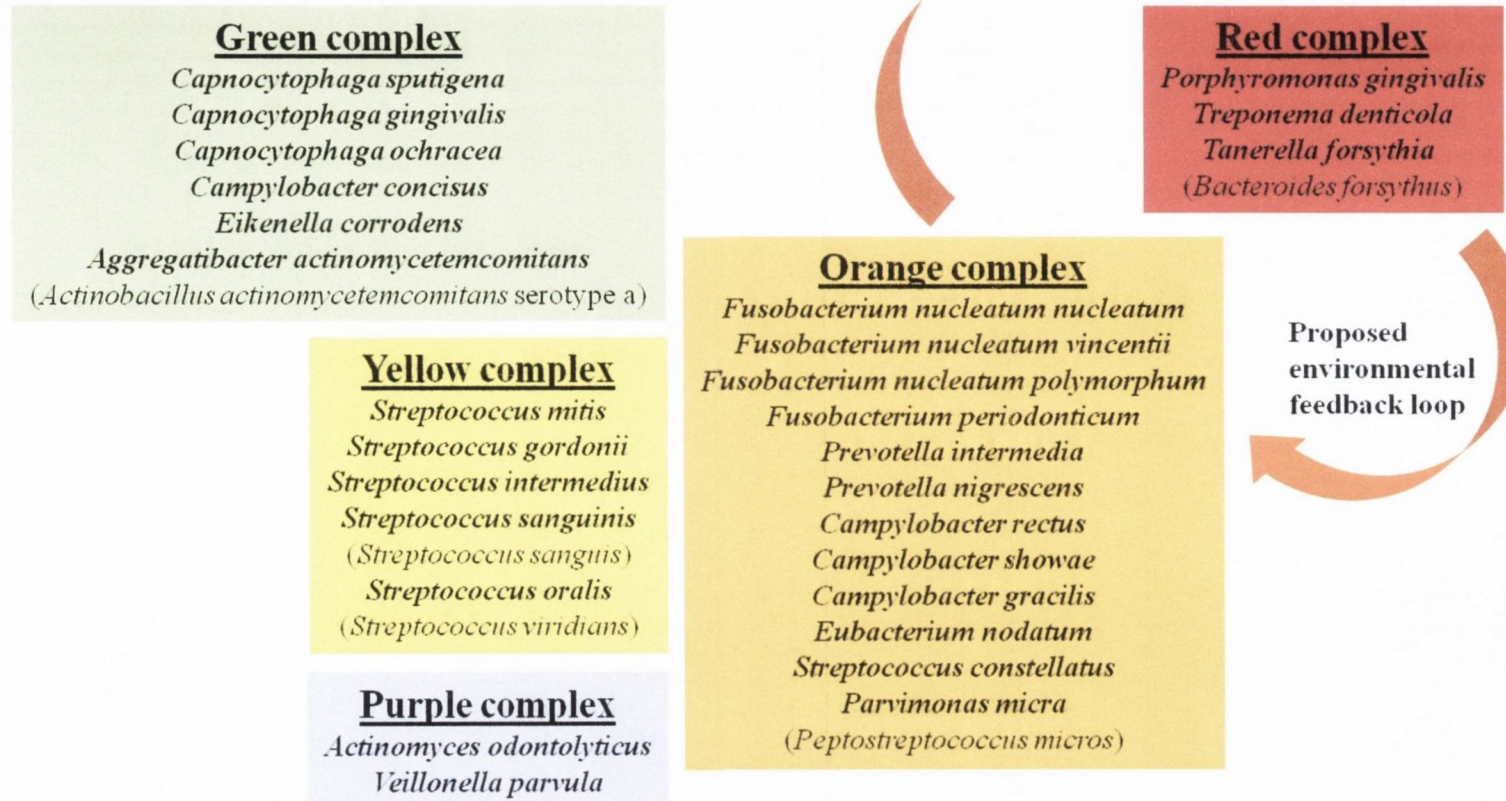 Green complex
Capnocytophaga sputigena
Capnocytophaga gingivalis
Capnocytophaga ochracea
Campylobacter concisus
Eikenella corrodens
Aggregatibacter actinomycetemcomitans
(Actinobacillus actinomycetemcomitans serotype a)
Yellow complex
Streptococcus mitis
Streptococcus gordonii
Streptococcus intermedius
Streptococcus sanguinis
(Streptococcus sanguis)
Streptococcus oralis
(Streptococcus viridians)
Purple complex
Actinomyces odontolyticus
Veillonella parvula
Orange complex
Fusobacterium nucleatum nucleatum
Fusobacterium nucleatum vincentii
Fusobacterium nucleatum polymorphum
Fusobacterium periodonticum
Prevotella intermedia
Prevotella nigrescens
Campylobacter rectus
Campylobacter showae
Campylobacter gracilis
Eubacterium nodatum
Streptococcus constellatus
Parvimonas micra
(Peptostreptococcus micros)
Red complex
Porphyromonas gingivalis
Treponema denticola
Tanerella forsythia
(Bacteroides forsythus)
Proposed
environmental
feedback loop